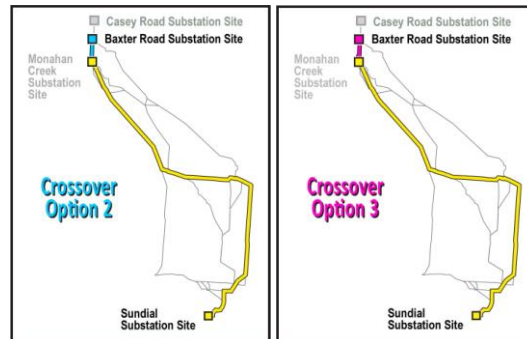 Casey Road Substation Site
Baxter Road Substation Site
Monahan
Creek
Substation
Site
Crossover
Option 2
Sundial
Substation Site
Casey Road Substation Site
Baxter Road Substation Site
Monahan
Creek
Substation
Site
Crossover
Option 3
Sundial
Substation Site